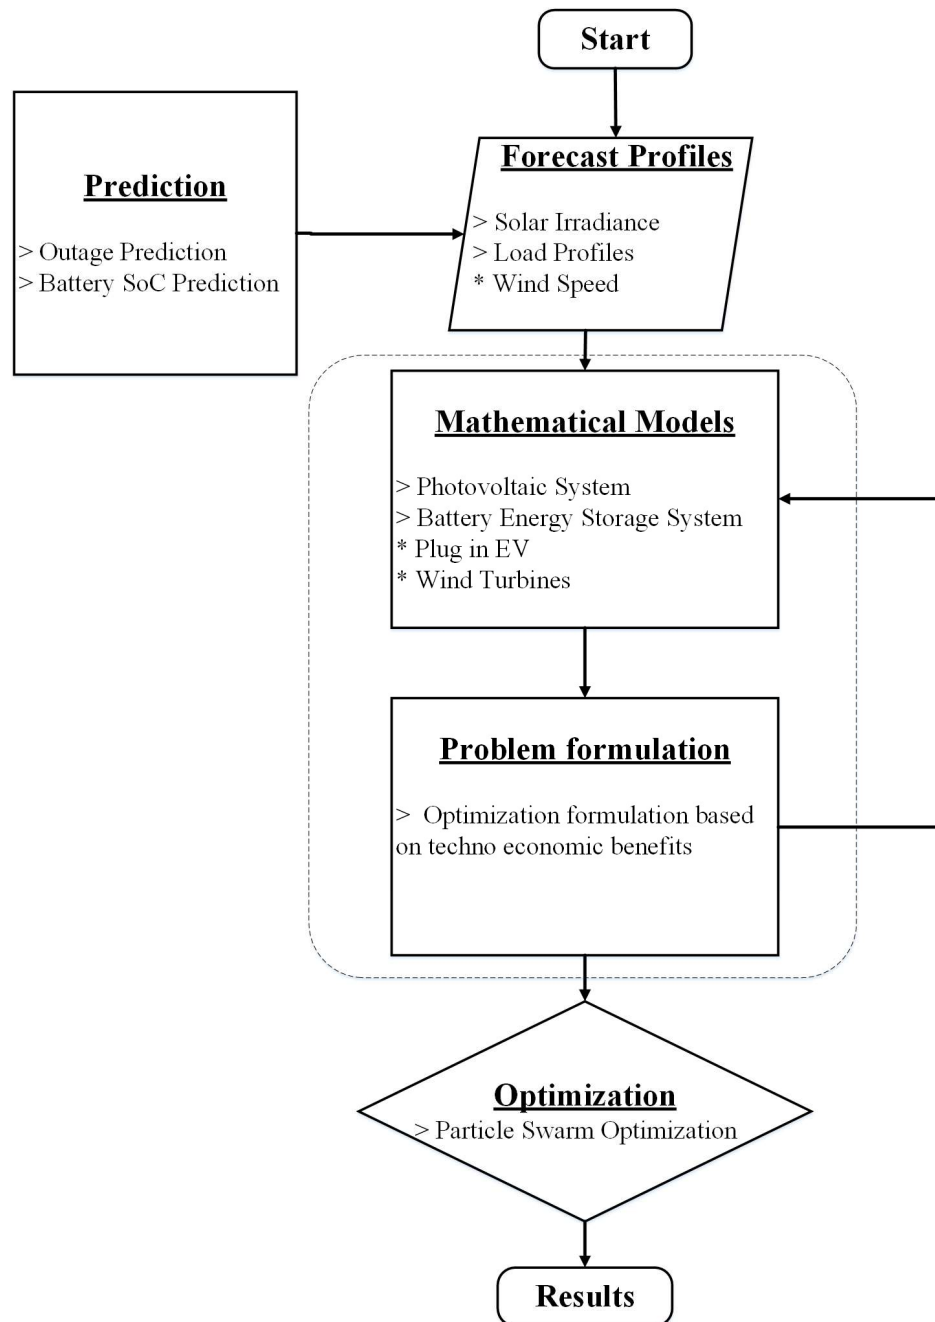 Start
Forecast Profiles
> Solar Irradiance
> Load Profiles
* Wind Speed
Prediction
> Outage Prediction
> Battery SoC Prediction
Mathematical Models
> Photovoltaic System
> Battery Energy Storage System
* Plug in EV
* Wind Turbines
Problem formulation
> Optimization formulation based
on techno economic benefits
Optimization
> Particle Swarm Optimization
Results